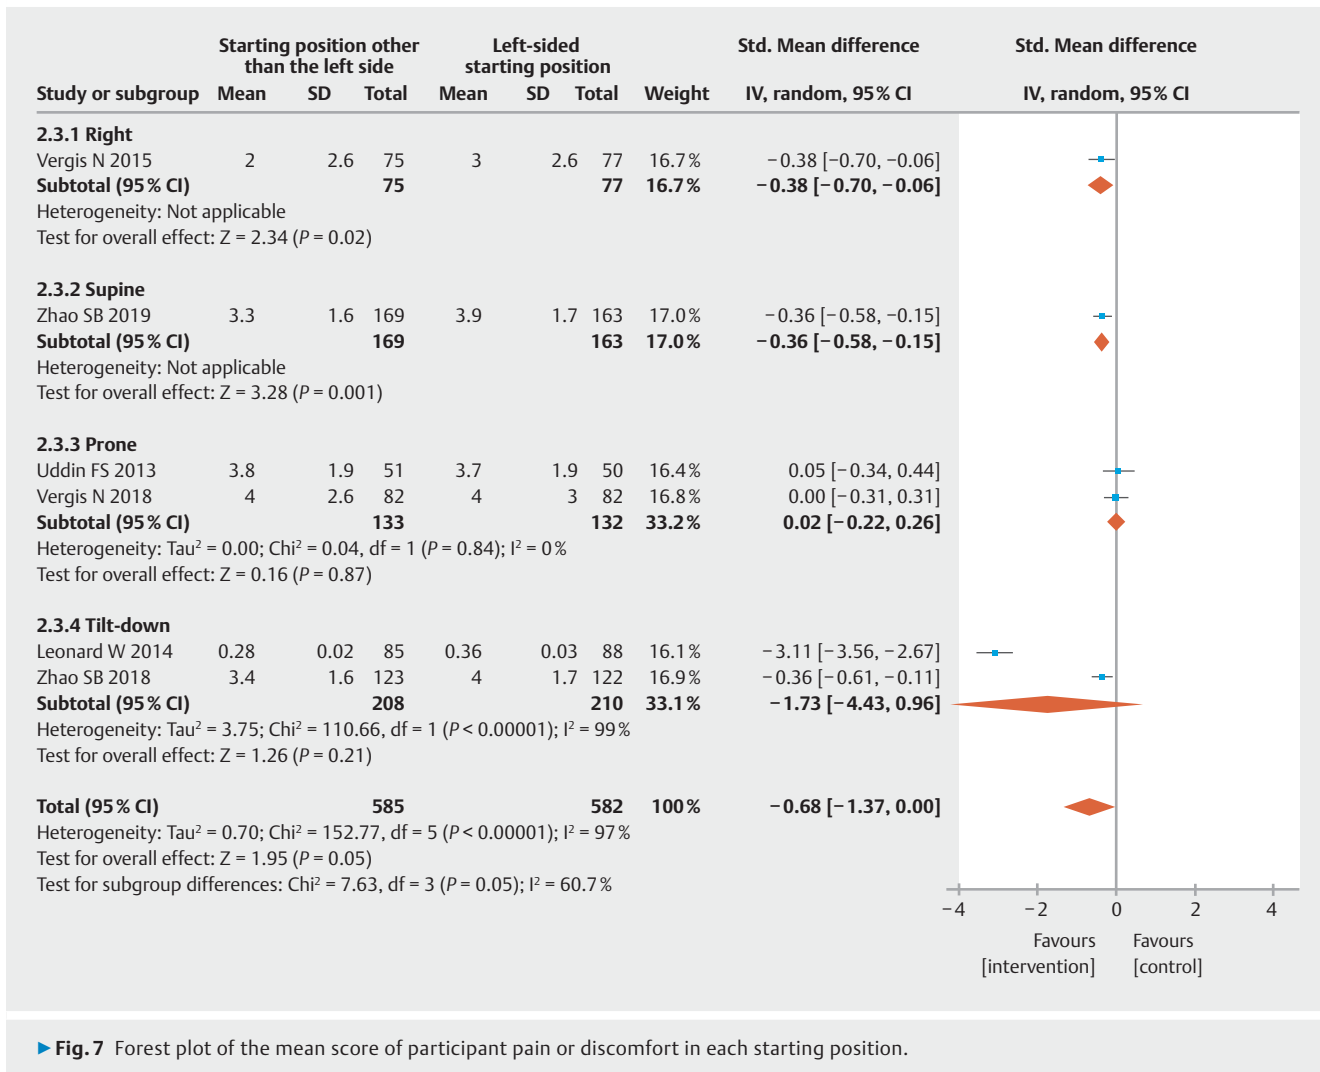 Starting position other than the left side Left-sided starting position Std. Mean difference Std. Mean difference
Study or subgroup Mean SD Total Mean SD Total Weight IV, random, 95% CI IV, random, 95% CI
2.3.1 Right
Vergis N 2015 2 2.6 75 3 2.6 77 16.7% −0.38 [−0.70, −0.06]
Subtotal (95% CI) 75 77 16.7% −0.38 [−0.70, −0.06]
Heterogeneity: Not applicable
Test for overall effect: Z = 2.34 (P = 0.02)
2.3.2 Supine
Zhao SB 2019 3.3 1.6 169 3.9 1.7 163 17.0% −0.36 [−0.58, −0.15]
Subtotal (95% CI) 169 163 17.0% −0.36 [−0.58, −0.15]
Heterogeneity: Not applicable
Test for overall effect: Z = 3.28 (P = 0.001)
2.3.3 Prone
Uddin FS 2013 3.8 1.9 51 3.7 1.9 50 16.4% 0.05 [−0.34, 0.44]
Vergis N 2018 4 2.6 82 4 3 82 16.8% 0.00 [−0.31, 0.31]
Subtotal (95% CI) 133 132 33.2% 0.02 [−0.22, 0.26]
Heterogeneity: Tau² = 0.00; Chi² = 0.04, df = 1 (P = 0.84); I² = 0%
Test for overall effect: Z = 0.16 (P = 0.87)
2.3.4 Tilt-down
Leonard W 2014 0.28 0.02 85 0.36 0.03 88 16.1% −3.11 [−3.56, −2.67]
Zhao SB 2018 3.4 1.6 123 4 1.7 122 16.9% −0.36 [−0.61, −0.11]
Subtotal (95% CI) 208 210 33.1% −1.73 [−4.43, 0.96]
Heterogeneity: Tau² = 3.75; Chi² = 110.66, df = 1 (P < 0.00001); I² = 99%
Test for overall effect: Z = 1.26 (P = 0.21)
Total (95% CI) 585 582 100% −0.68 [−1.37, 0.00]
Heterogeneity: Tau² = 0.70; Chi² = 152.77, df = 5 (P < 0.00001); I² = 97%
Test for overall effect: Z = 1.95 (P = 0.05)
Test for subgroup differences: Chi² = 7.63, df = 3 (P = 0.05); I² = 60.7%
−4 −2 0 2 4
Favours [intervention] Favours [control]
▶ Fig. 7 Forest plot of the mean score of participant pain or discomfort in each starting position.